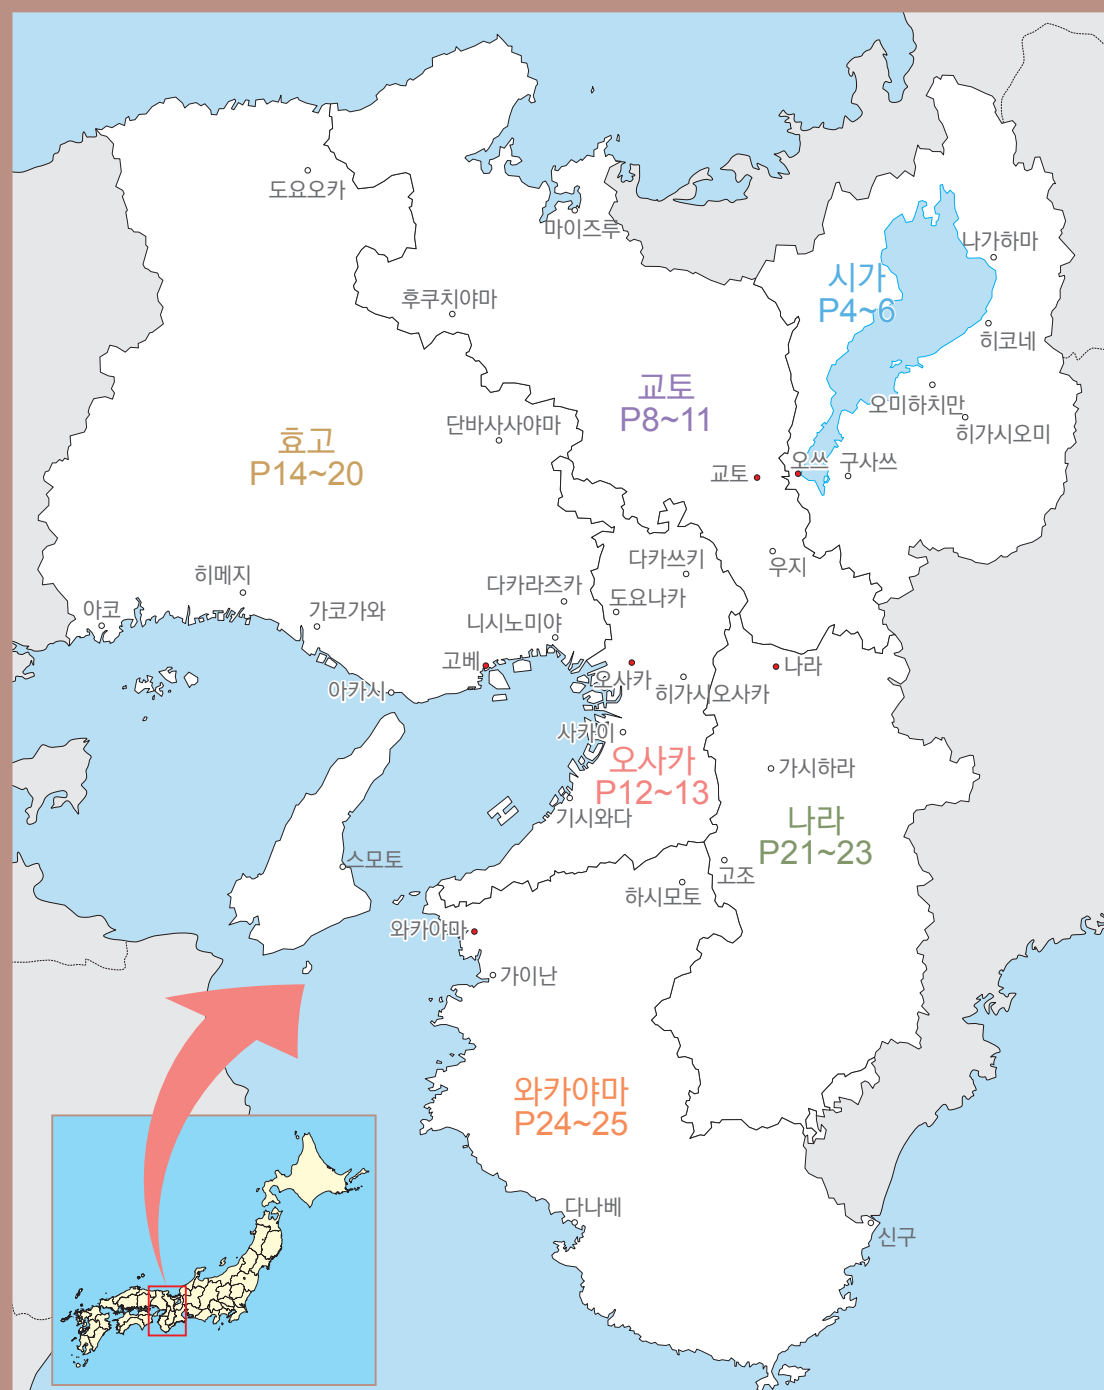 도요오카
마이즈루
나가하마
시가
P4~6
후쿠치야마
히코네
교토
P8~11
오미하치만
히가시오미
단바사사야마
효고
P14~20
교토
오쓰
구사쓰
다카쓰키
우지
히메지
다카라즈카
도요나카
아코
가코가와
니시노미야
고베
나라
오사카
히가시오사카
아카시
사카이
오사카
P12~13
가시하라
기시와다
나라
P21~23
스모토
고조
하시모토
와카야마
가이난
와카야마
P24~25
다나베
신구